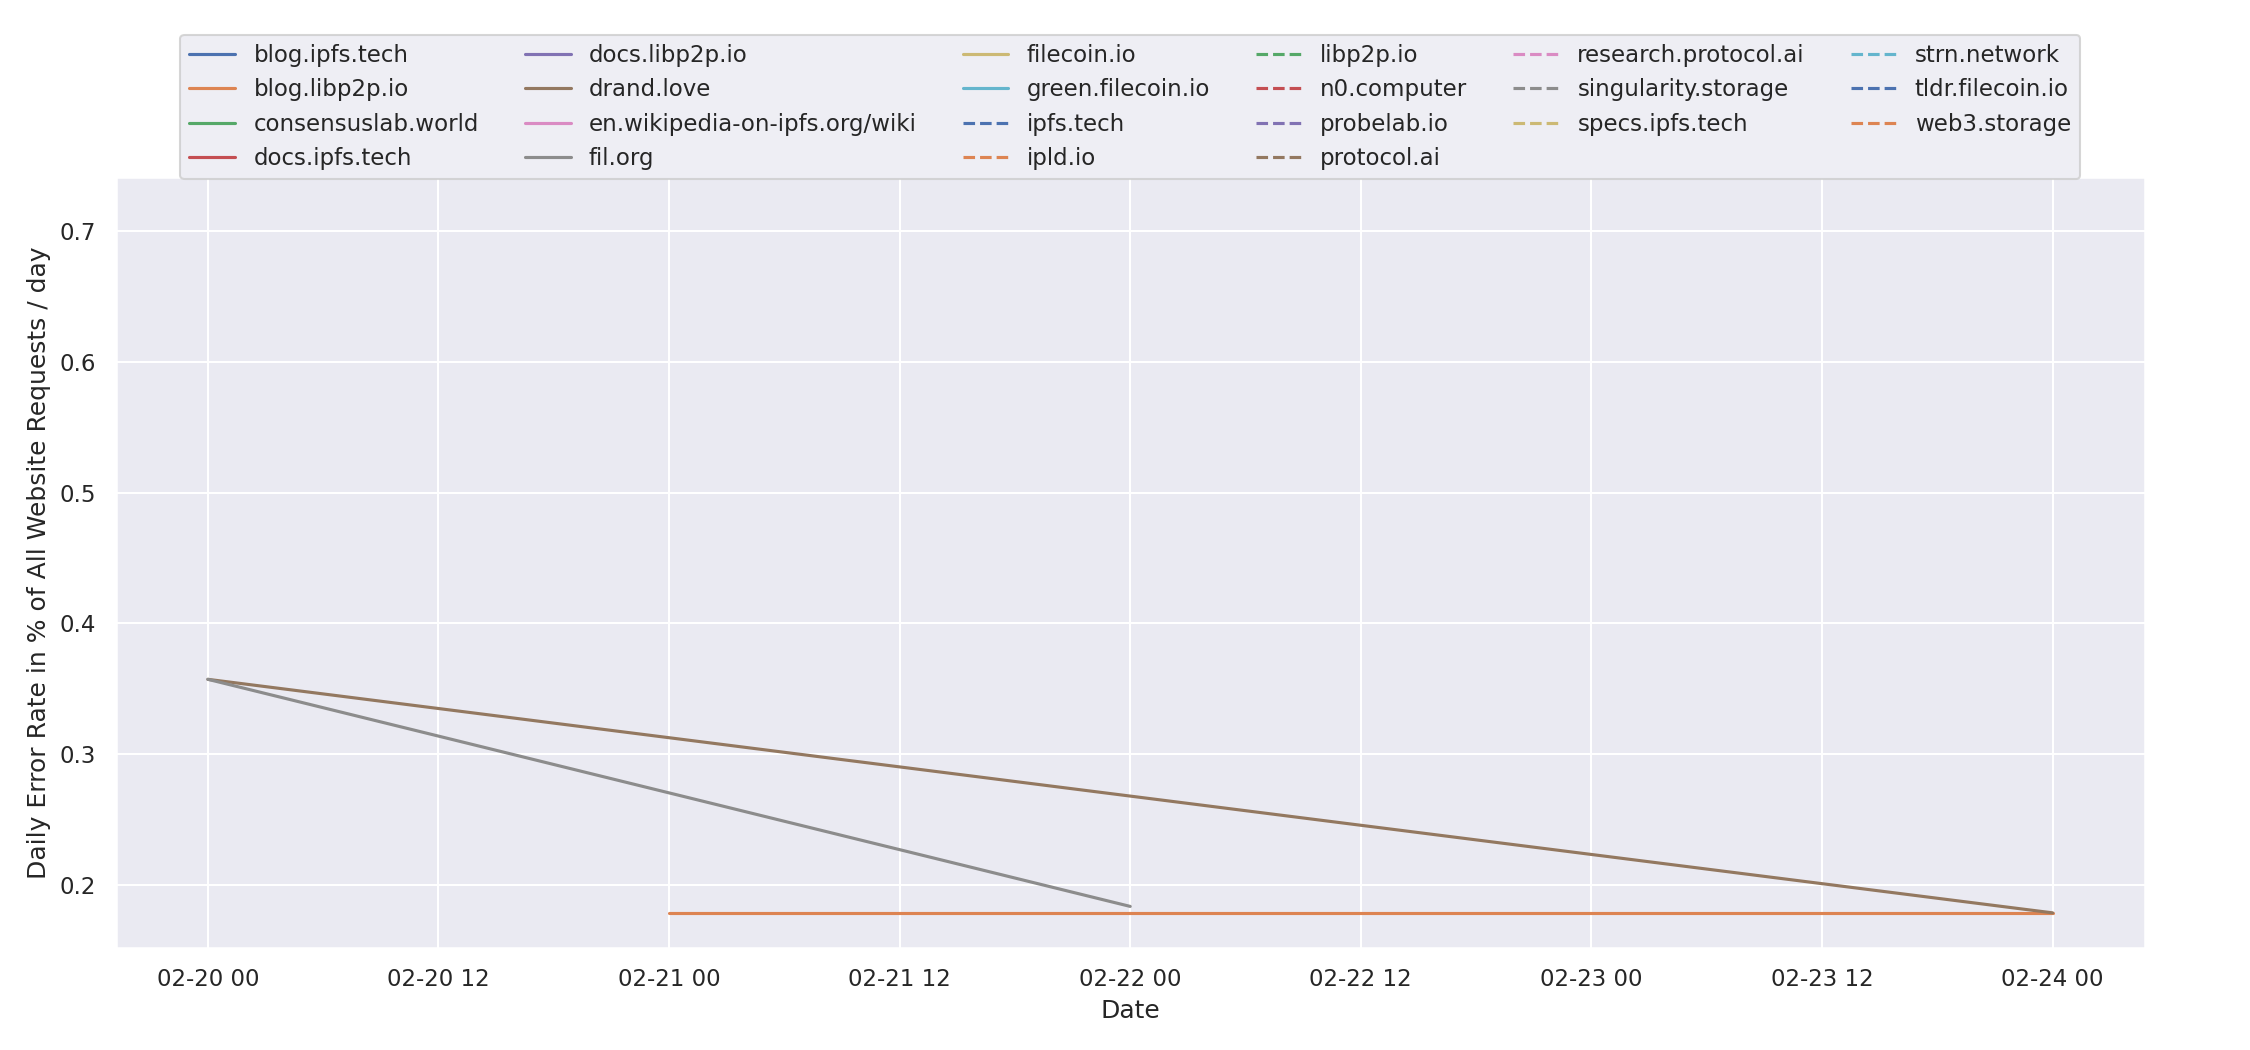 blog.ipfs.tech
blog.libp2p.io
consensuslab.world
docs.ipfs.tech
docs.libp2p.io
drand.love
en.wikipedia-on-ipfs.org/wiki
fil.org
filecoin.io
green.filecoin.io
ipfs.tech
ipld.io
libp2p.io
n0.computer
probelab.io
protocol.ai
research.protocol.ai
singularity.storage
specs.ipfs.tech
strn.network
tldr.filecoin.io
web3.storage
Daily Error Rate in % of All Website Requests / day
0.7
0.6
0.5
0.4
0.3
0.2
02-20 00
02-20 12
02-21 00
02-21 12
02-22 00
02-22 12
02-23 00
02-23 12
02-24 00
Date